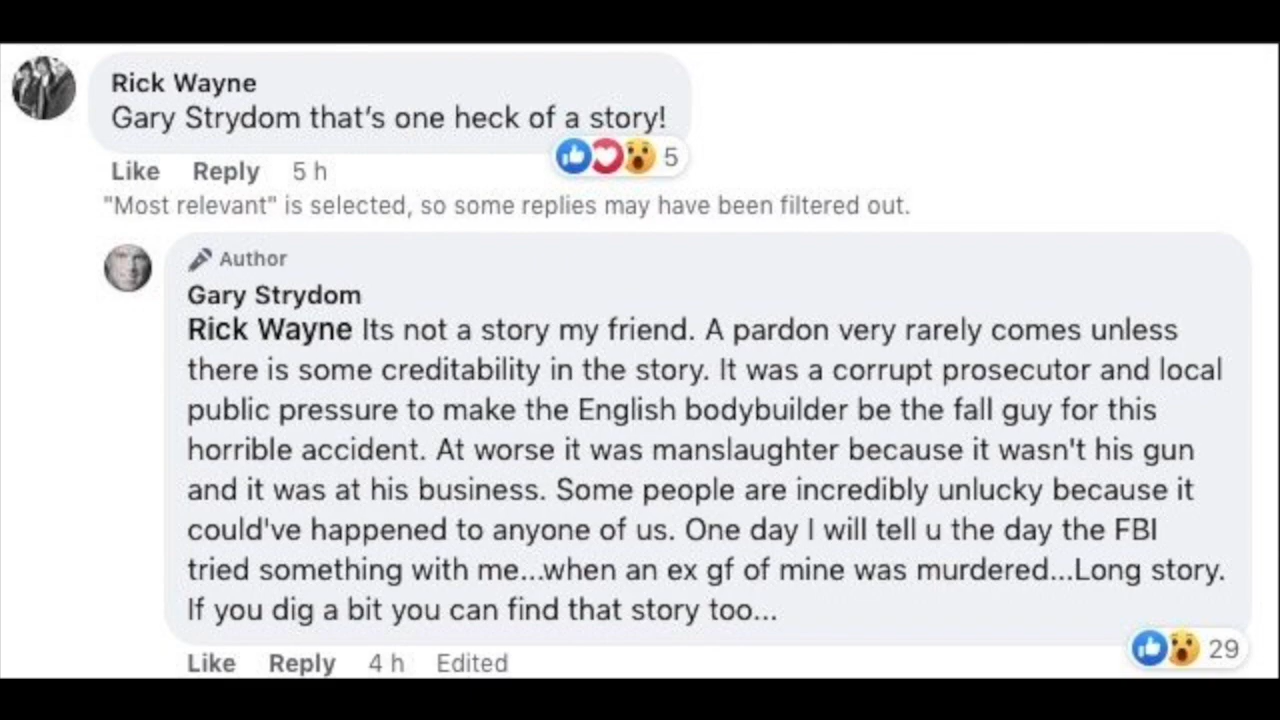 Rick Wayne
Gary Strydom that's one heck of a story!
5
Like Reply 5 h
"Most relevant" is selected, so some replies may have been filtered out.
Author
Gary Strydom
Rick Wayne Its not a story my friend. A pardon very rarely comes unless
there is some creditability in the story. It was a corrupt prosecutor and local
public pressure to make the English bodybuilder be the fall guy for this
horrible accident. At worse it was manslaughter because it wasn't his gun
and it was at his business. Some people are incredibly unlucky because it
could've happened to anyone of us. One day I will tell u the day the FBI
tried something with me...when an ex gf of mine was murdered...Long story.
If you dig a bit you can find that story too...
29
Like Reply 4 h Edited